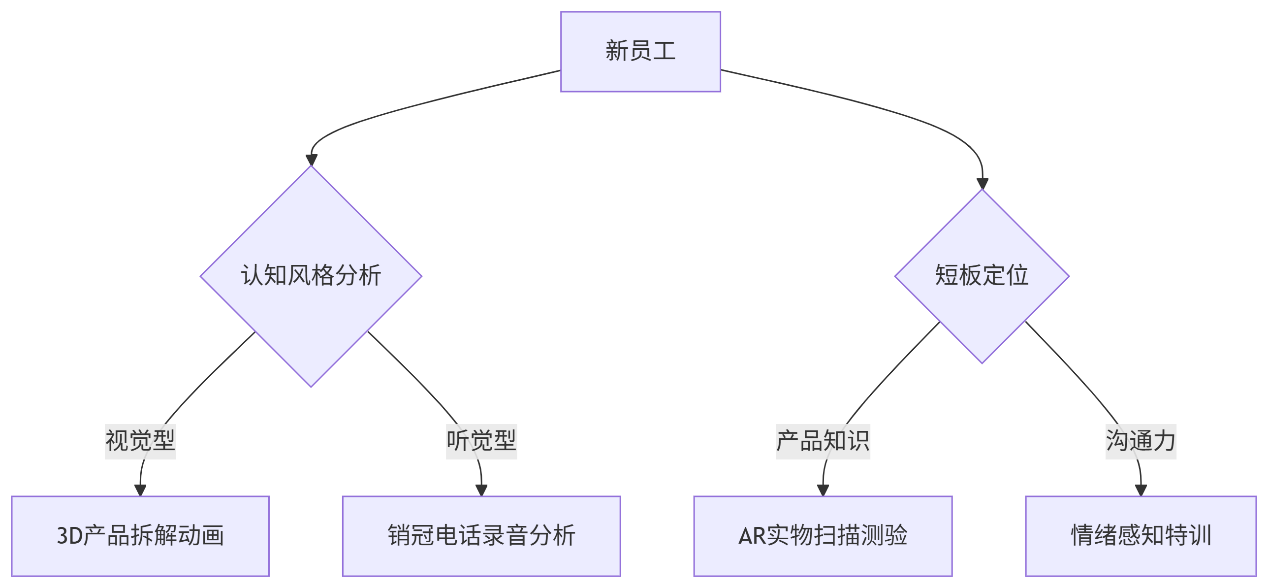 新员工
认知风格分析
短板定位
视觉型
听觉型
产品知识
沟通力
3D产品拆解动画
销冠电话录音分析
AR实物扫描测验
情绪感知特训